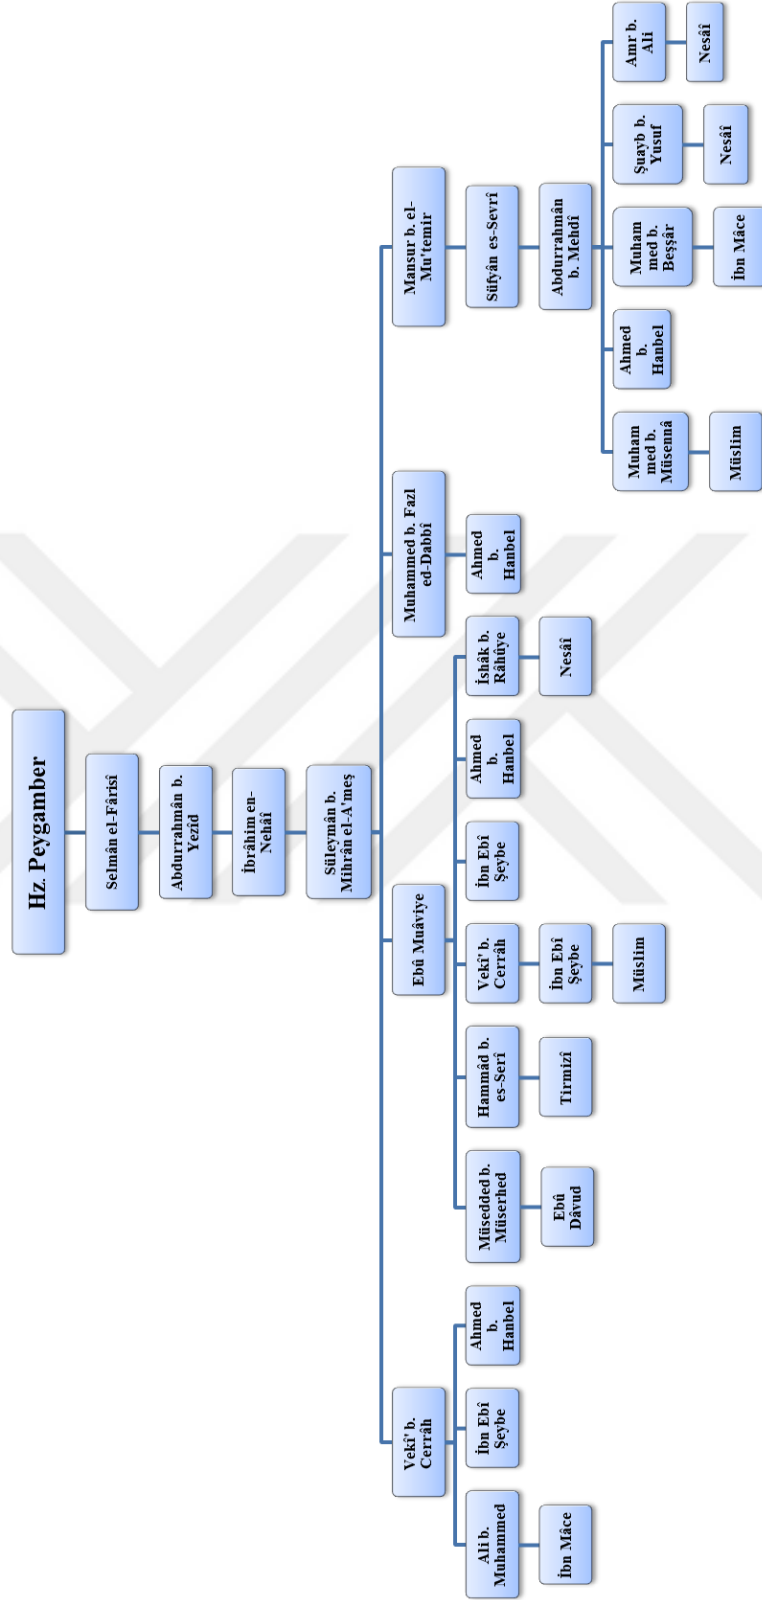 Hz. Peygamber
Selmân el-Fârisî
Abdurrahmân b.
Yezîd
İbrâhim en-
Nehâî
Süleymân b.
Mihrân el-A'meş
Vekî' b.
Cerrâh
Ebû Muâviye
Muhammed b. Fazl
ed-Dabbî
Mansur b. el-
Mu'temir
Ali b.
Muhammed
İbn Ebî
Şeybe
Ahmed
b.
Hanbel
Müsedded b.
Müserhed
Hammâd b.
es-Serî
Vekî' b.
Cerrâh
İbn Ebî
Şeybe
Ahmed
b.
Hanbel
İshâk b.
Râhûye
Ahmed
b.
Hanbel
Süfyân es-Sevrî
İbn Mâce
Ebû
Dâvud
Tirmizî
İbn Ebî
Şeybe
Nesâî
Abdurrahmân
b. Mehdî
Müslim
Muham
med b.
Müsennâ
Ahmed
b.
Hanbel
Muham
med b.
Beşşâr
Şuayb b.
Yusuf
Amr b.
Ali
Müslim
İbn Mâce
Nesâî
Nesâî